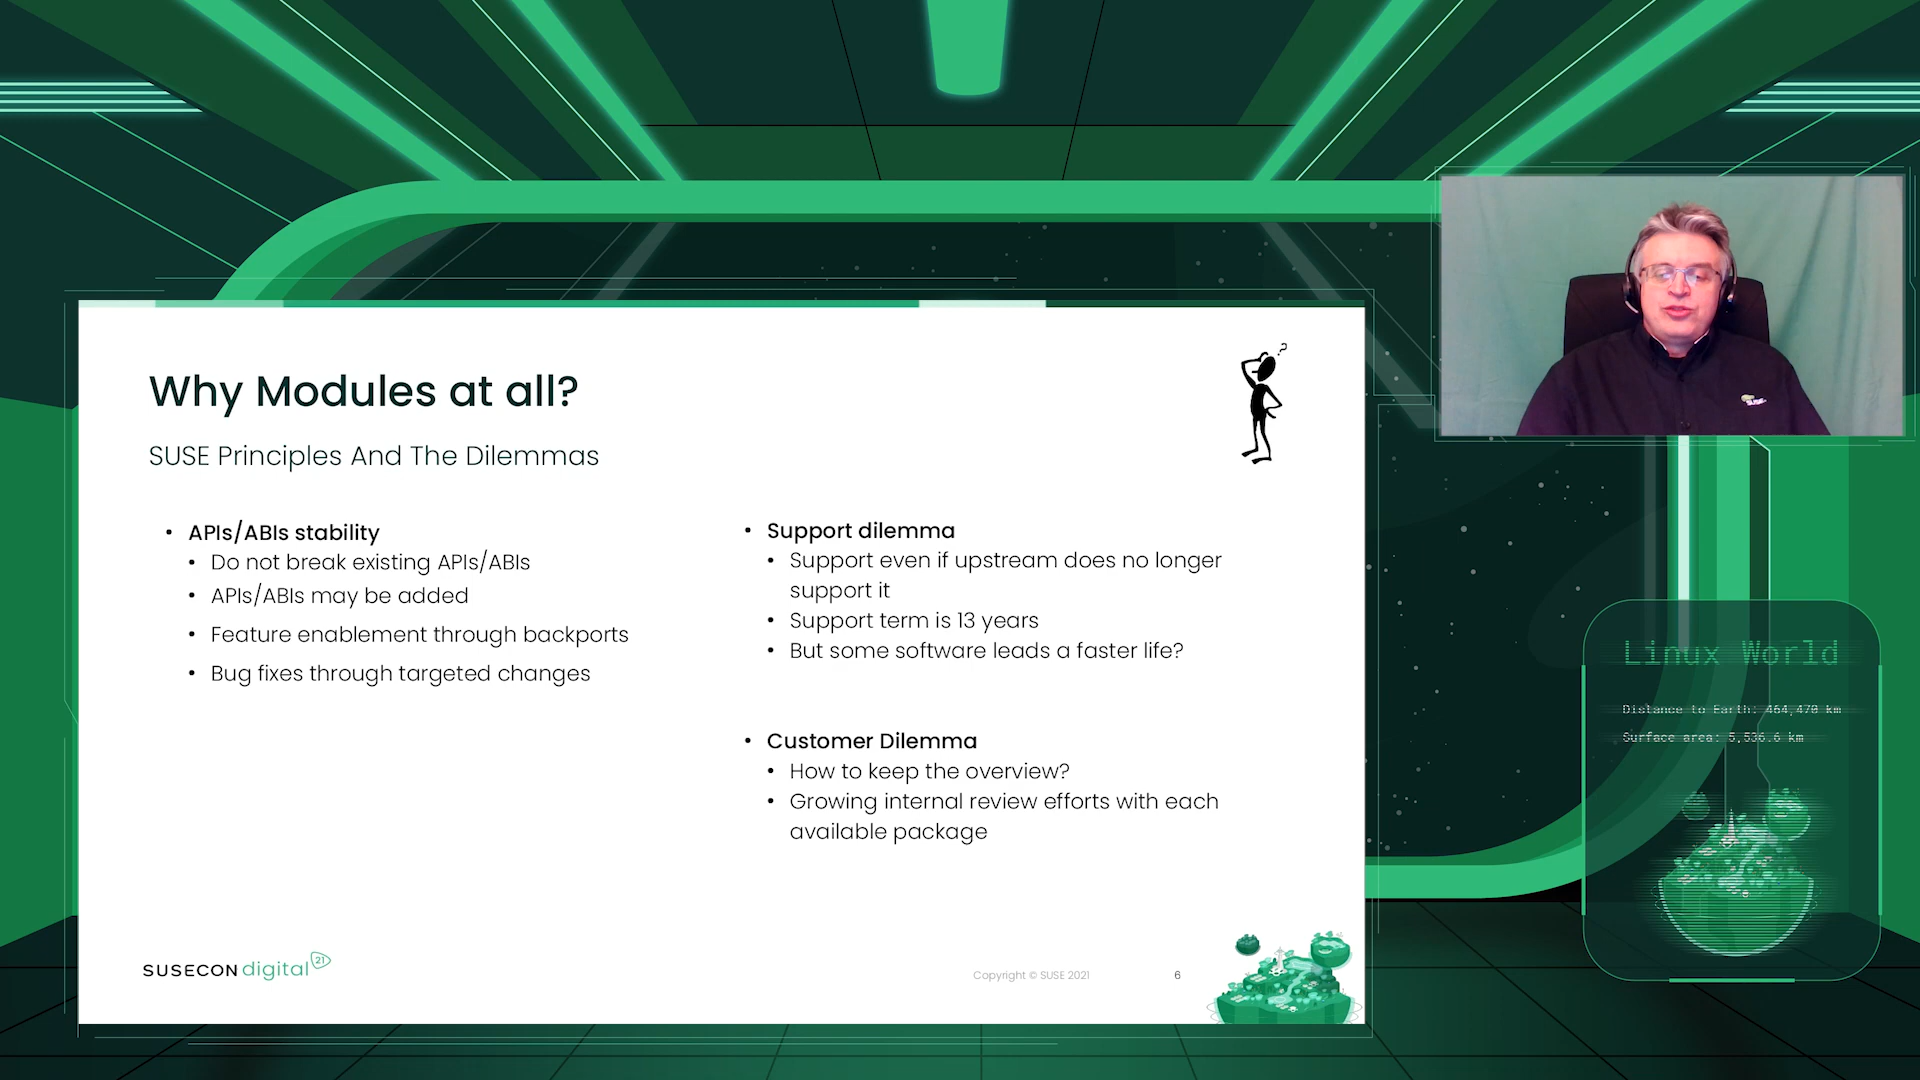 Why Modules at all?
SUSE Principles And The Dilemmas
• APIs/ABIs stability
• Do not break existing APIs/ABIs
• APIs/ABIs may be added
• Feature enablement through backports
• Bug fixes through targeted changes
• Support dilemma
• Support even if upstream does no longer
support it
• Support term is 13 years
• But some software leads a faster life?
• Customer Dilemma
• How to keep the overview?
• Growing internal review efforts with each
available package
SUSECON digital 21
Copyright © SUSE 2021
6
?
SUSE
Linux World
Distance to Earth: 464,470 km
Surface area: 5,536.6 km